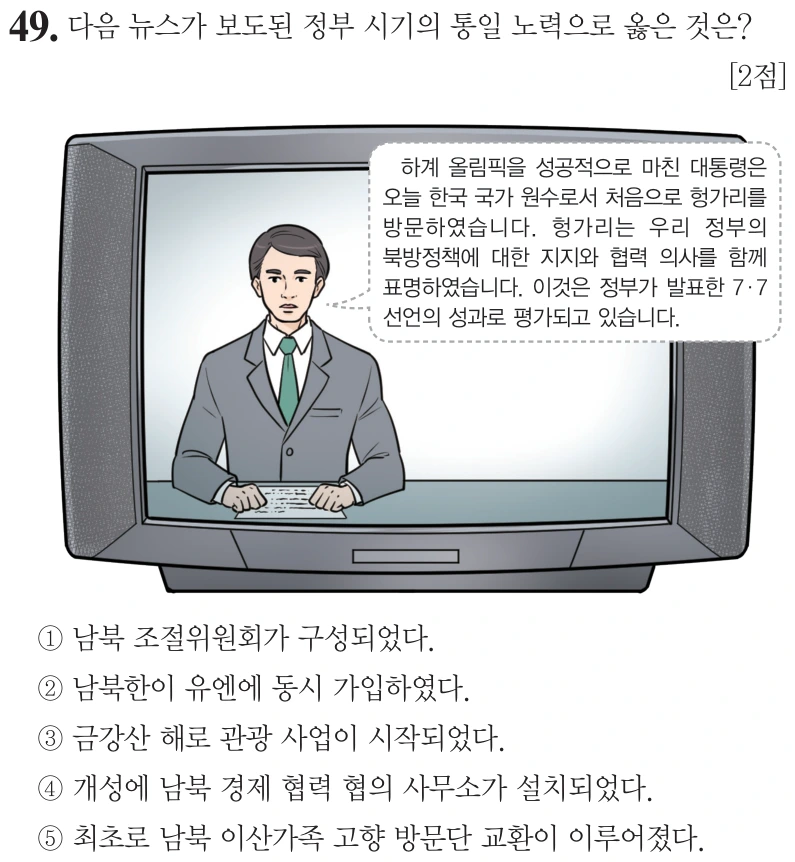 49. 다음 뉴스가 보도된 정부 시기의 통일 노력으로 옳은 것은?
[2점]
하계 올림픽을 성공적으로 마친 대통령은
오늘 한국 국가 원수로서 처음으로 헝가리를
방문하였습니다. 헝가리는 우리 정부의
북방정책에 대한 지지와 협력 의사를 함께
표명하였습니다. 이것은 정부가 발표한 7·7
선언의 성과로 평가되고 있습니다.
① 남북 조절위원회가 구성되었다.
② 남북한이 유엔에 동시 가입하였다.
③ 금강산 해로 관광 사업이 시작되었다.
④ 개성에 남북 경제 협력 협의 사무소가 설치되었다.
⑤ 최초로 남북 이산가족 고향 방문단 교환이 이루어졌다.